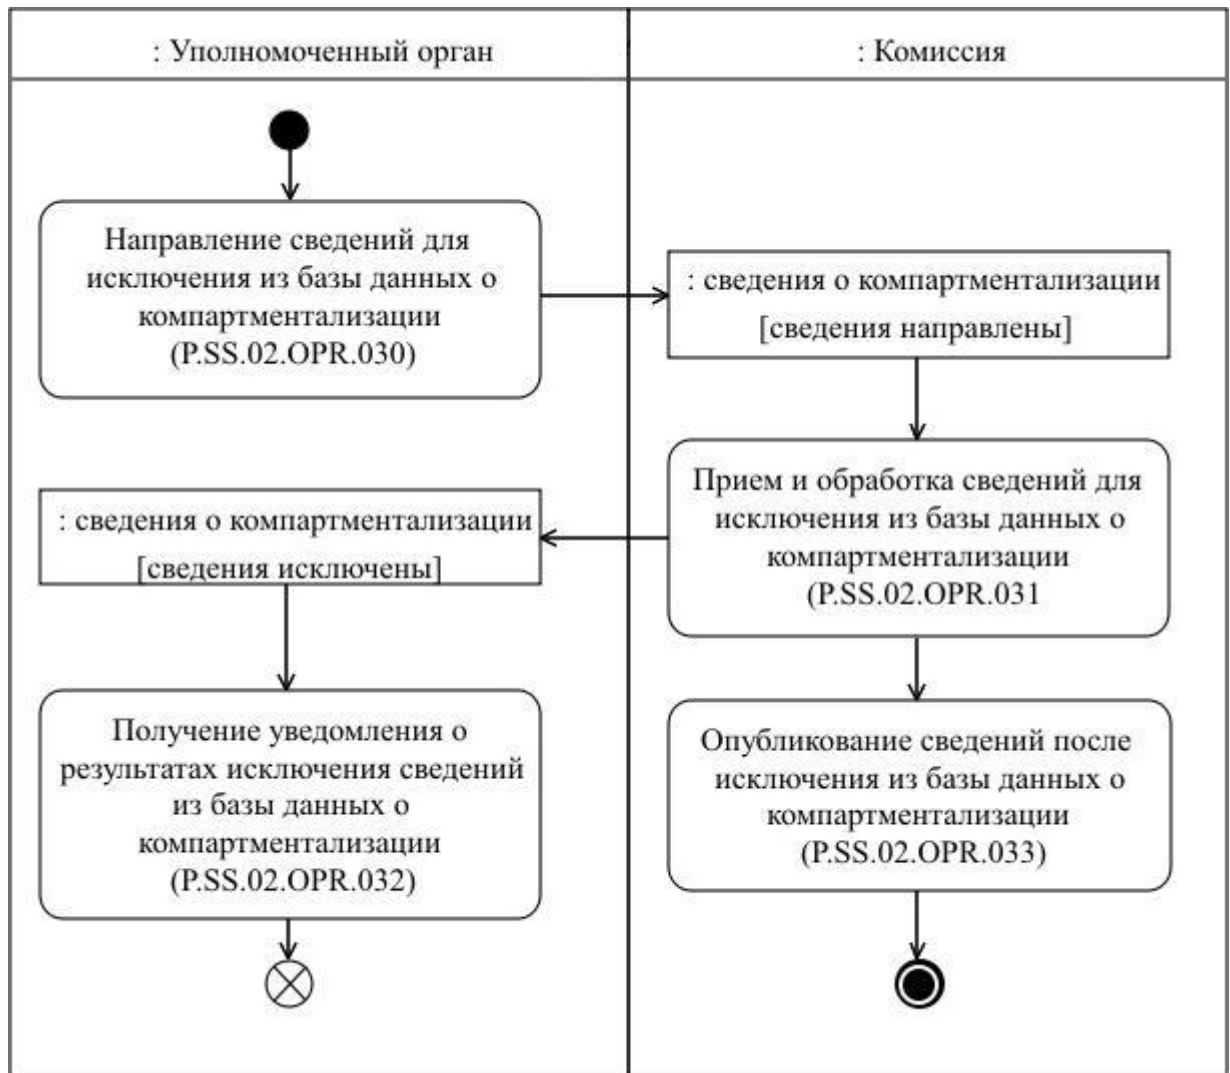 : Уполномоченный орган
: Комиссия
Направление сведений для
исключения из базы данных о
компартментализации
(P.SS.02.OPR.030)
: сведения о компартментализации
[сведения направлены]
Прием и обработка сведений для
исключения из базы данных о
компартментализации
(P.SS.02.OPR.031
: сведения о компартментализации
[сведения исключены]
Получение уведомления о
результатах исключения сведений
из базы данных о
компартментализации
(P.SS.02.OPR.032)
Опубликование сведений после
исключения из базы данных о
компартментализации
(P.SS.02.OPR.033)